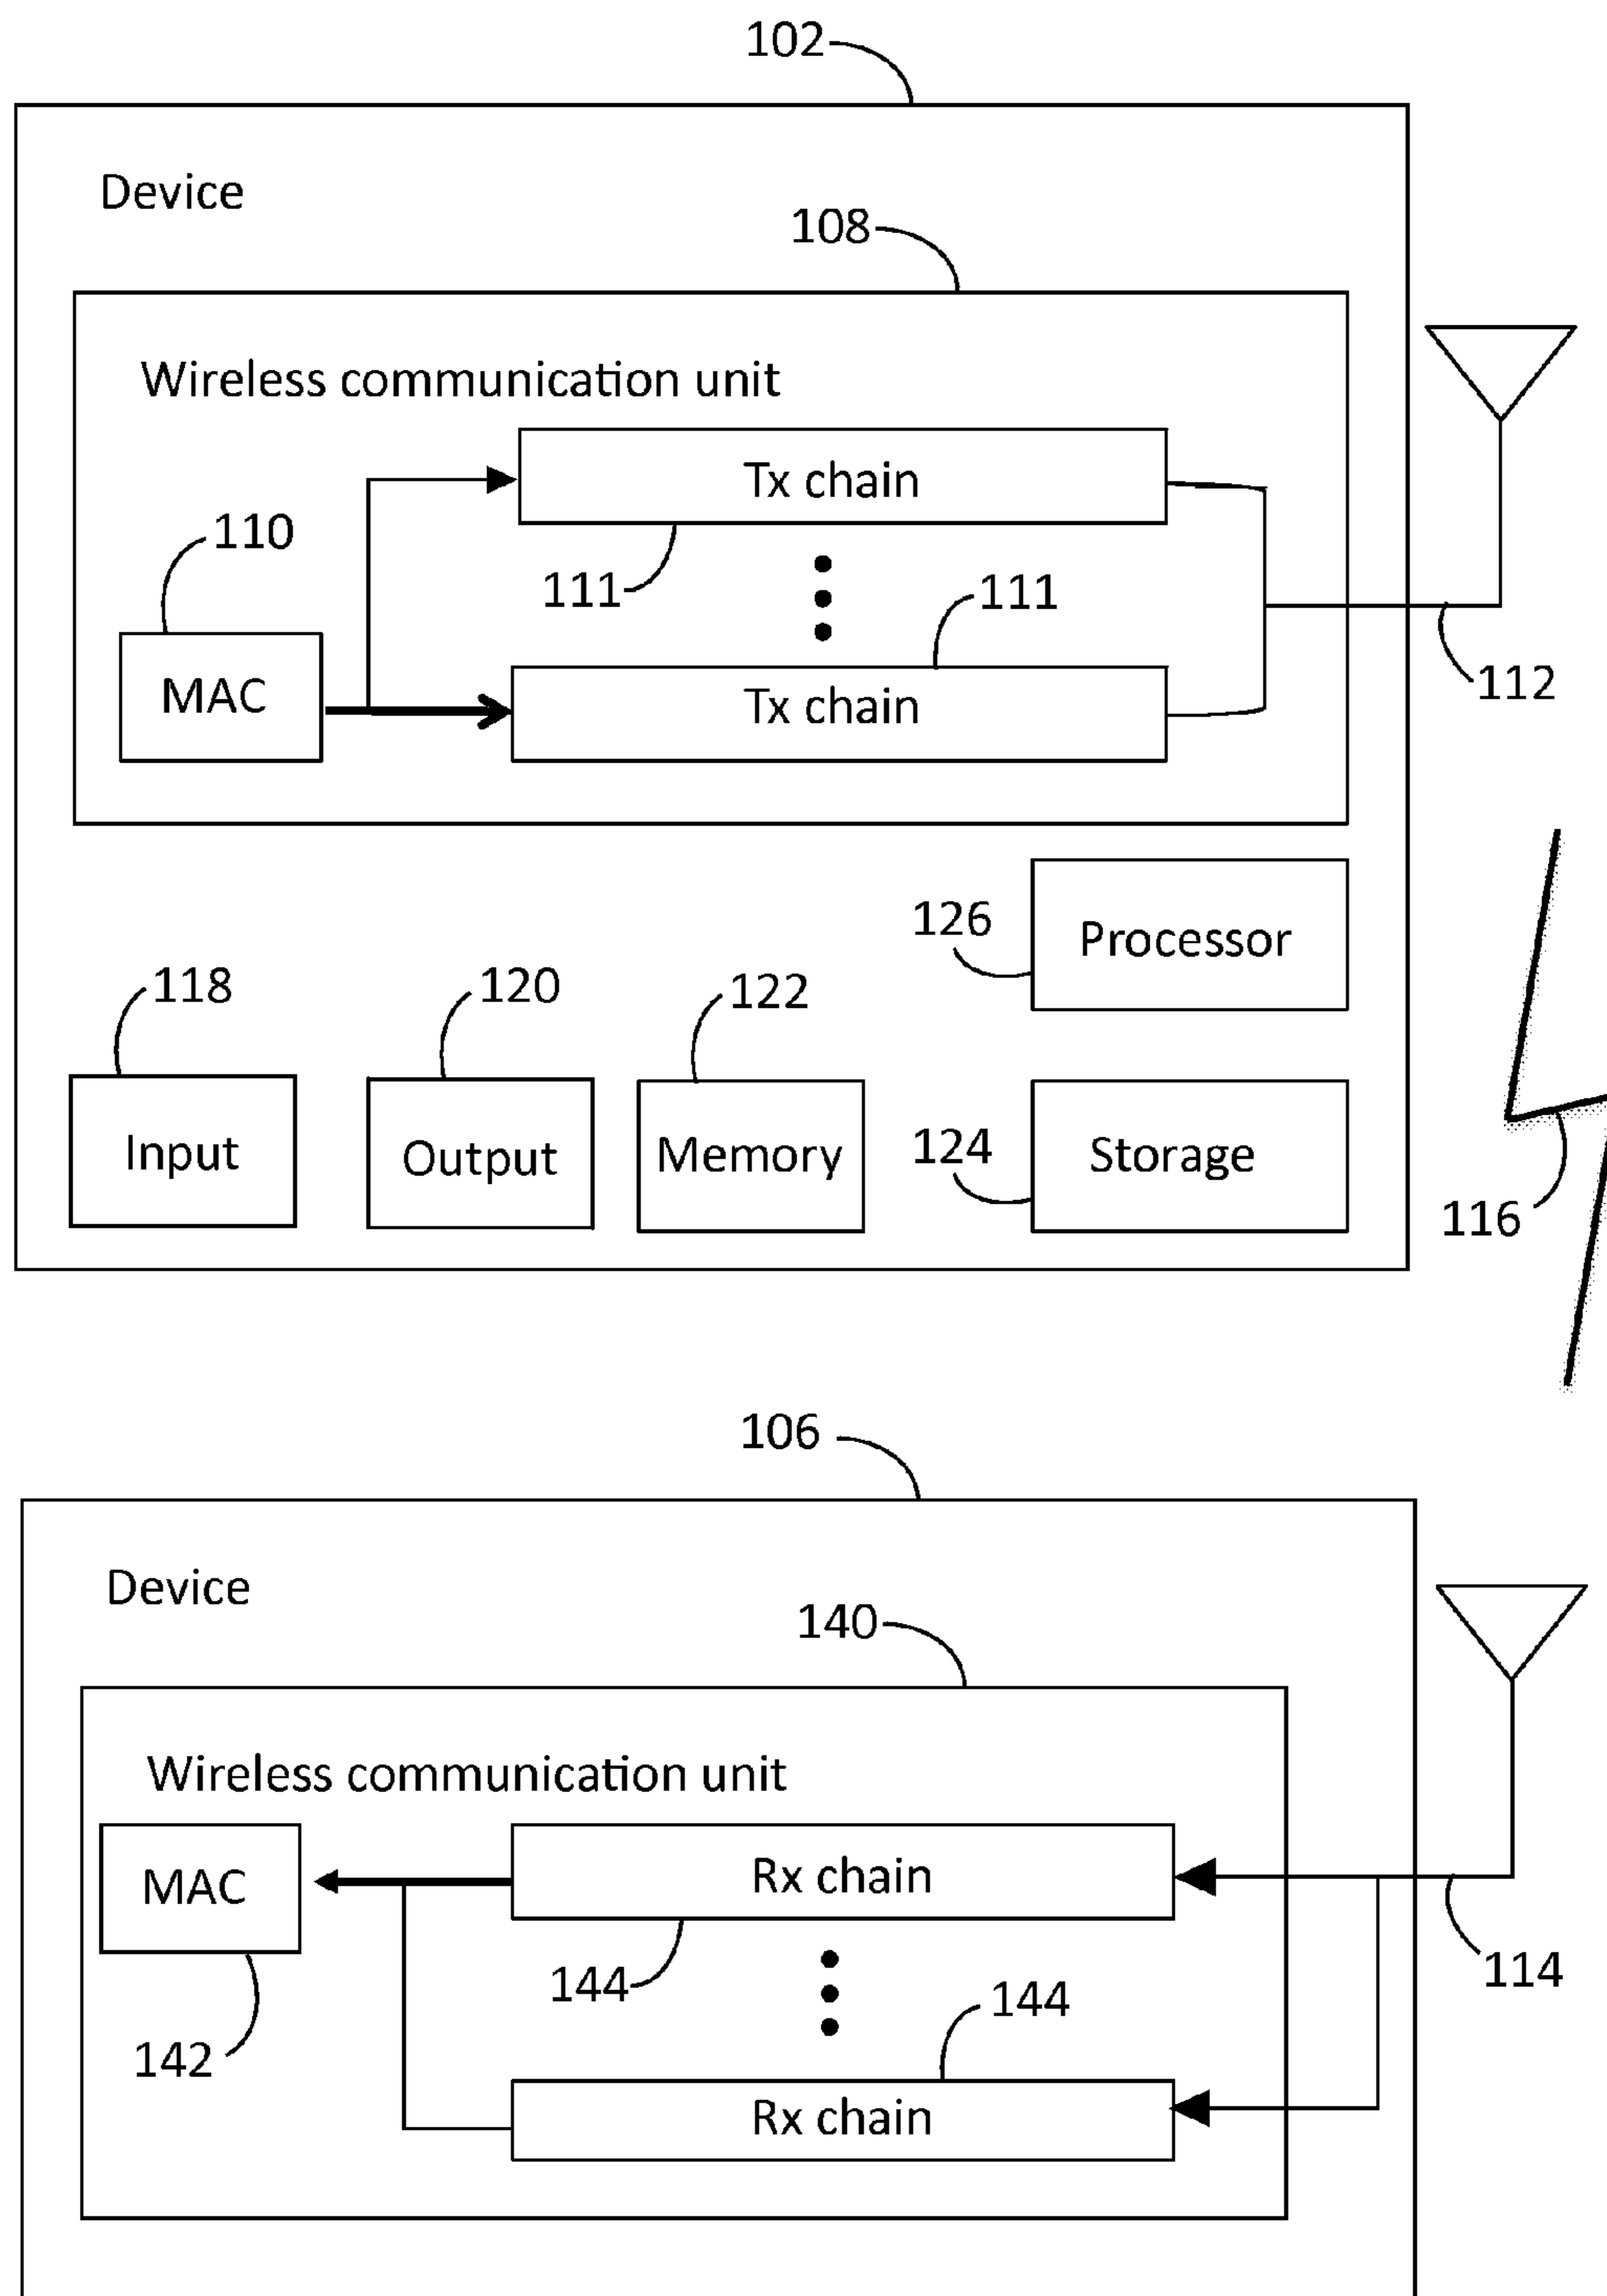 102
Device
108
Wireless communication unit
Tx chain
110
111
111
MAC
Tx chain
112
126
Processor
118
120
122
Input
Output
Memory
124
Storage
116
106
Device
140
Wireless communication unit
MAC
Rx chain
144
144
114
142
Rx chain